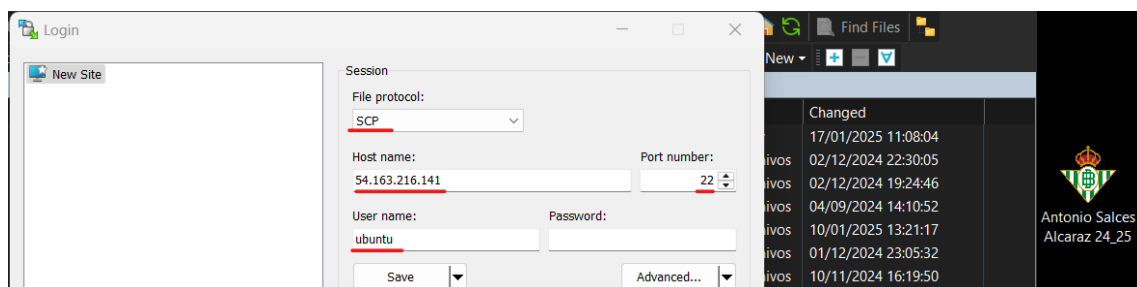 Login
New Site
Session
File protocol:
SCP
Host name:
Port number:
54.163.216.141
22
User name:
Password:
ubuntu
Save
Advanced...
Find Files
New
Changed
17/01/2025 11:08:04
ivos 02/12/2024 22:30:05
ivos 02/12/2024 19:24:46
ivos 04/09/2024 14:10:52
ivos 10/01/2025 13:21:17
ivos 01/12/2024 23:05:32
ivos 10/11/2024 16:19:50
Antonio Salces
Alcaraz 24_25